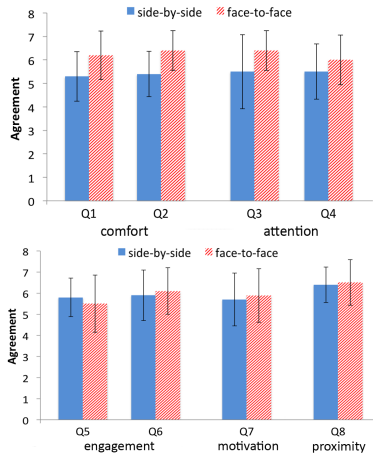 side-by-side face-to-face
8
7
6
5
4
3
2
1
0
Agreement
Q1 Q2 Q3 Q4
comfort attention
side-by-side face-to-face
8
7
6
5
4
3
2
1
0
Agreement
Q5 Q6 Q7 Q8
engagement motivation proximity